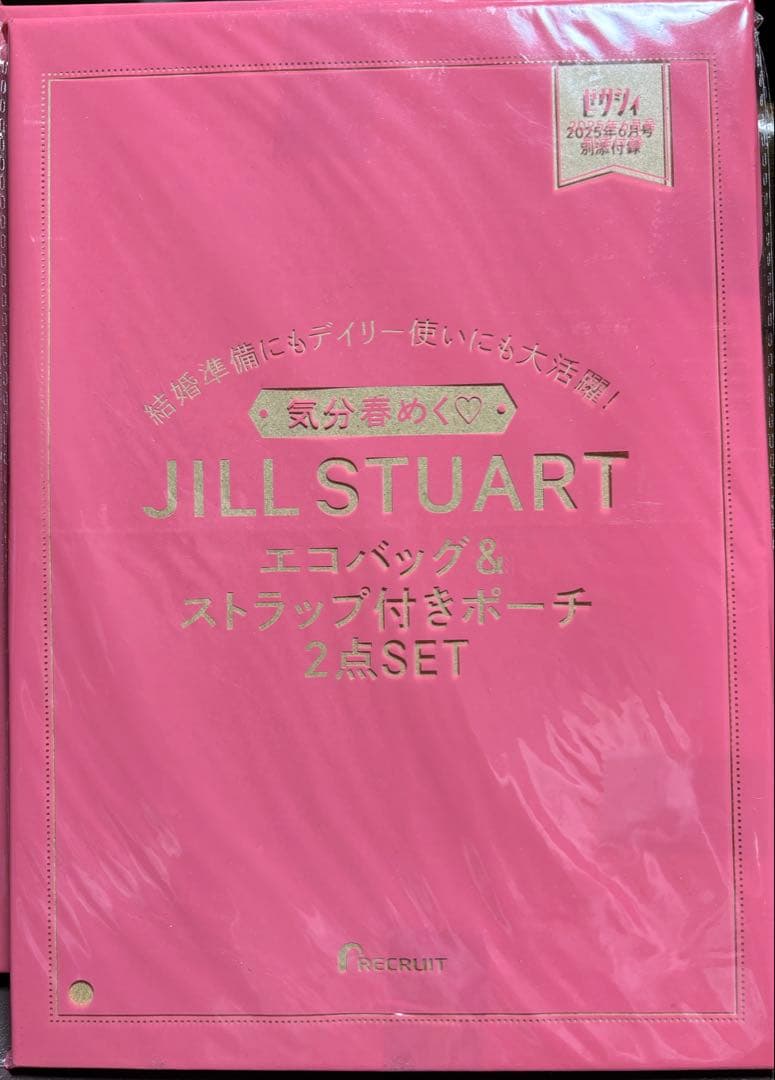 ゼクシィ
2025年6月号
別添付録
結婚準備にもデイリー使いにも大活躍！
気分春めく♡
JILL STUART
エコバッグ＆
ストラップ付きポーチ
2点SET
RECRUIT